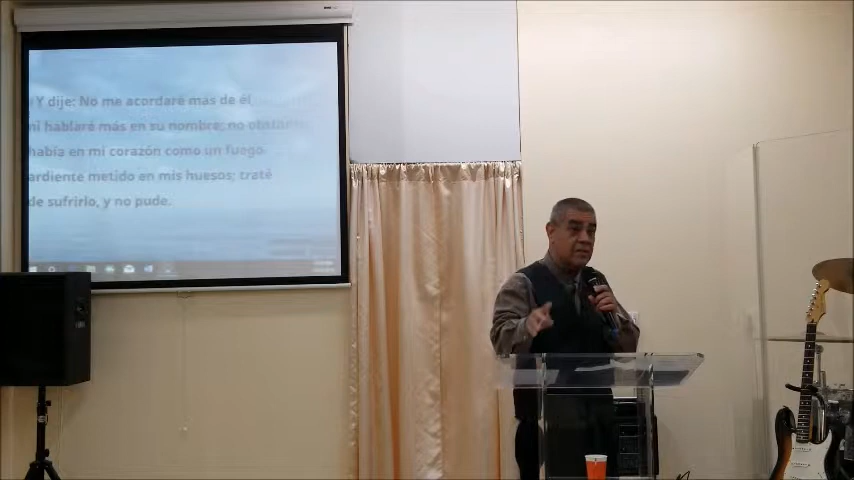 Y dije: No me acordaré más de él,
ni hablaré más en su nombre; no obstante,
había en mi corazón como un fuego
ardiente metido en mis huesos; traté
de sufrirlo, y no pude.